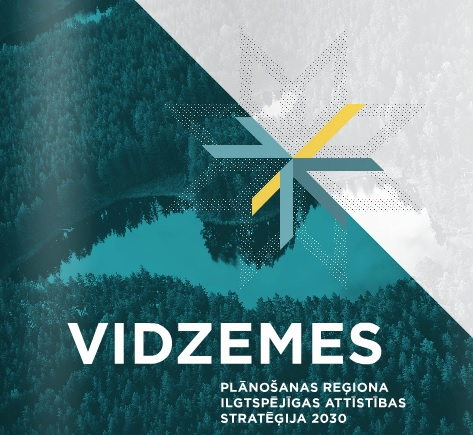 VIDZEMES
PLĀNOŠANAS REĢIONA
ILGTSPĒJĪGAS ATTĪSTĪBAS
STRATĒĢIJA 2030